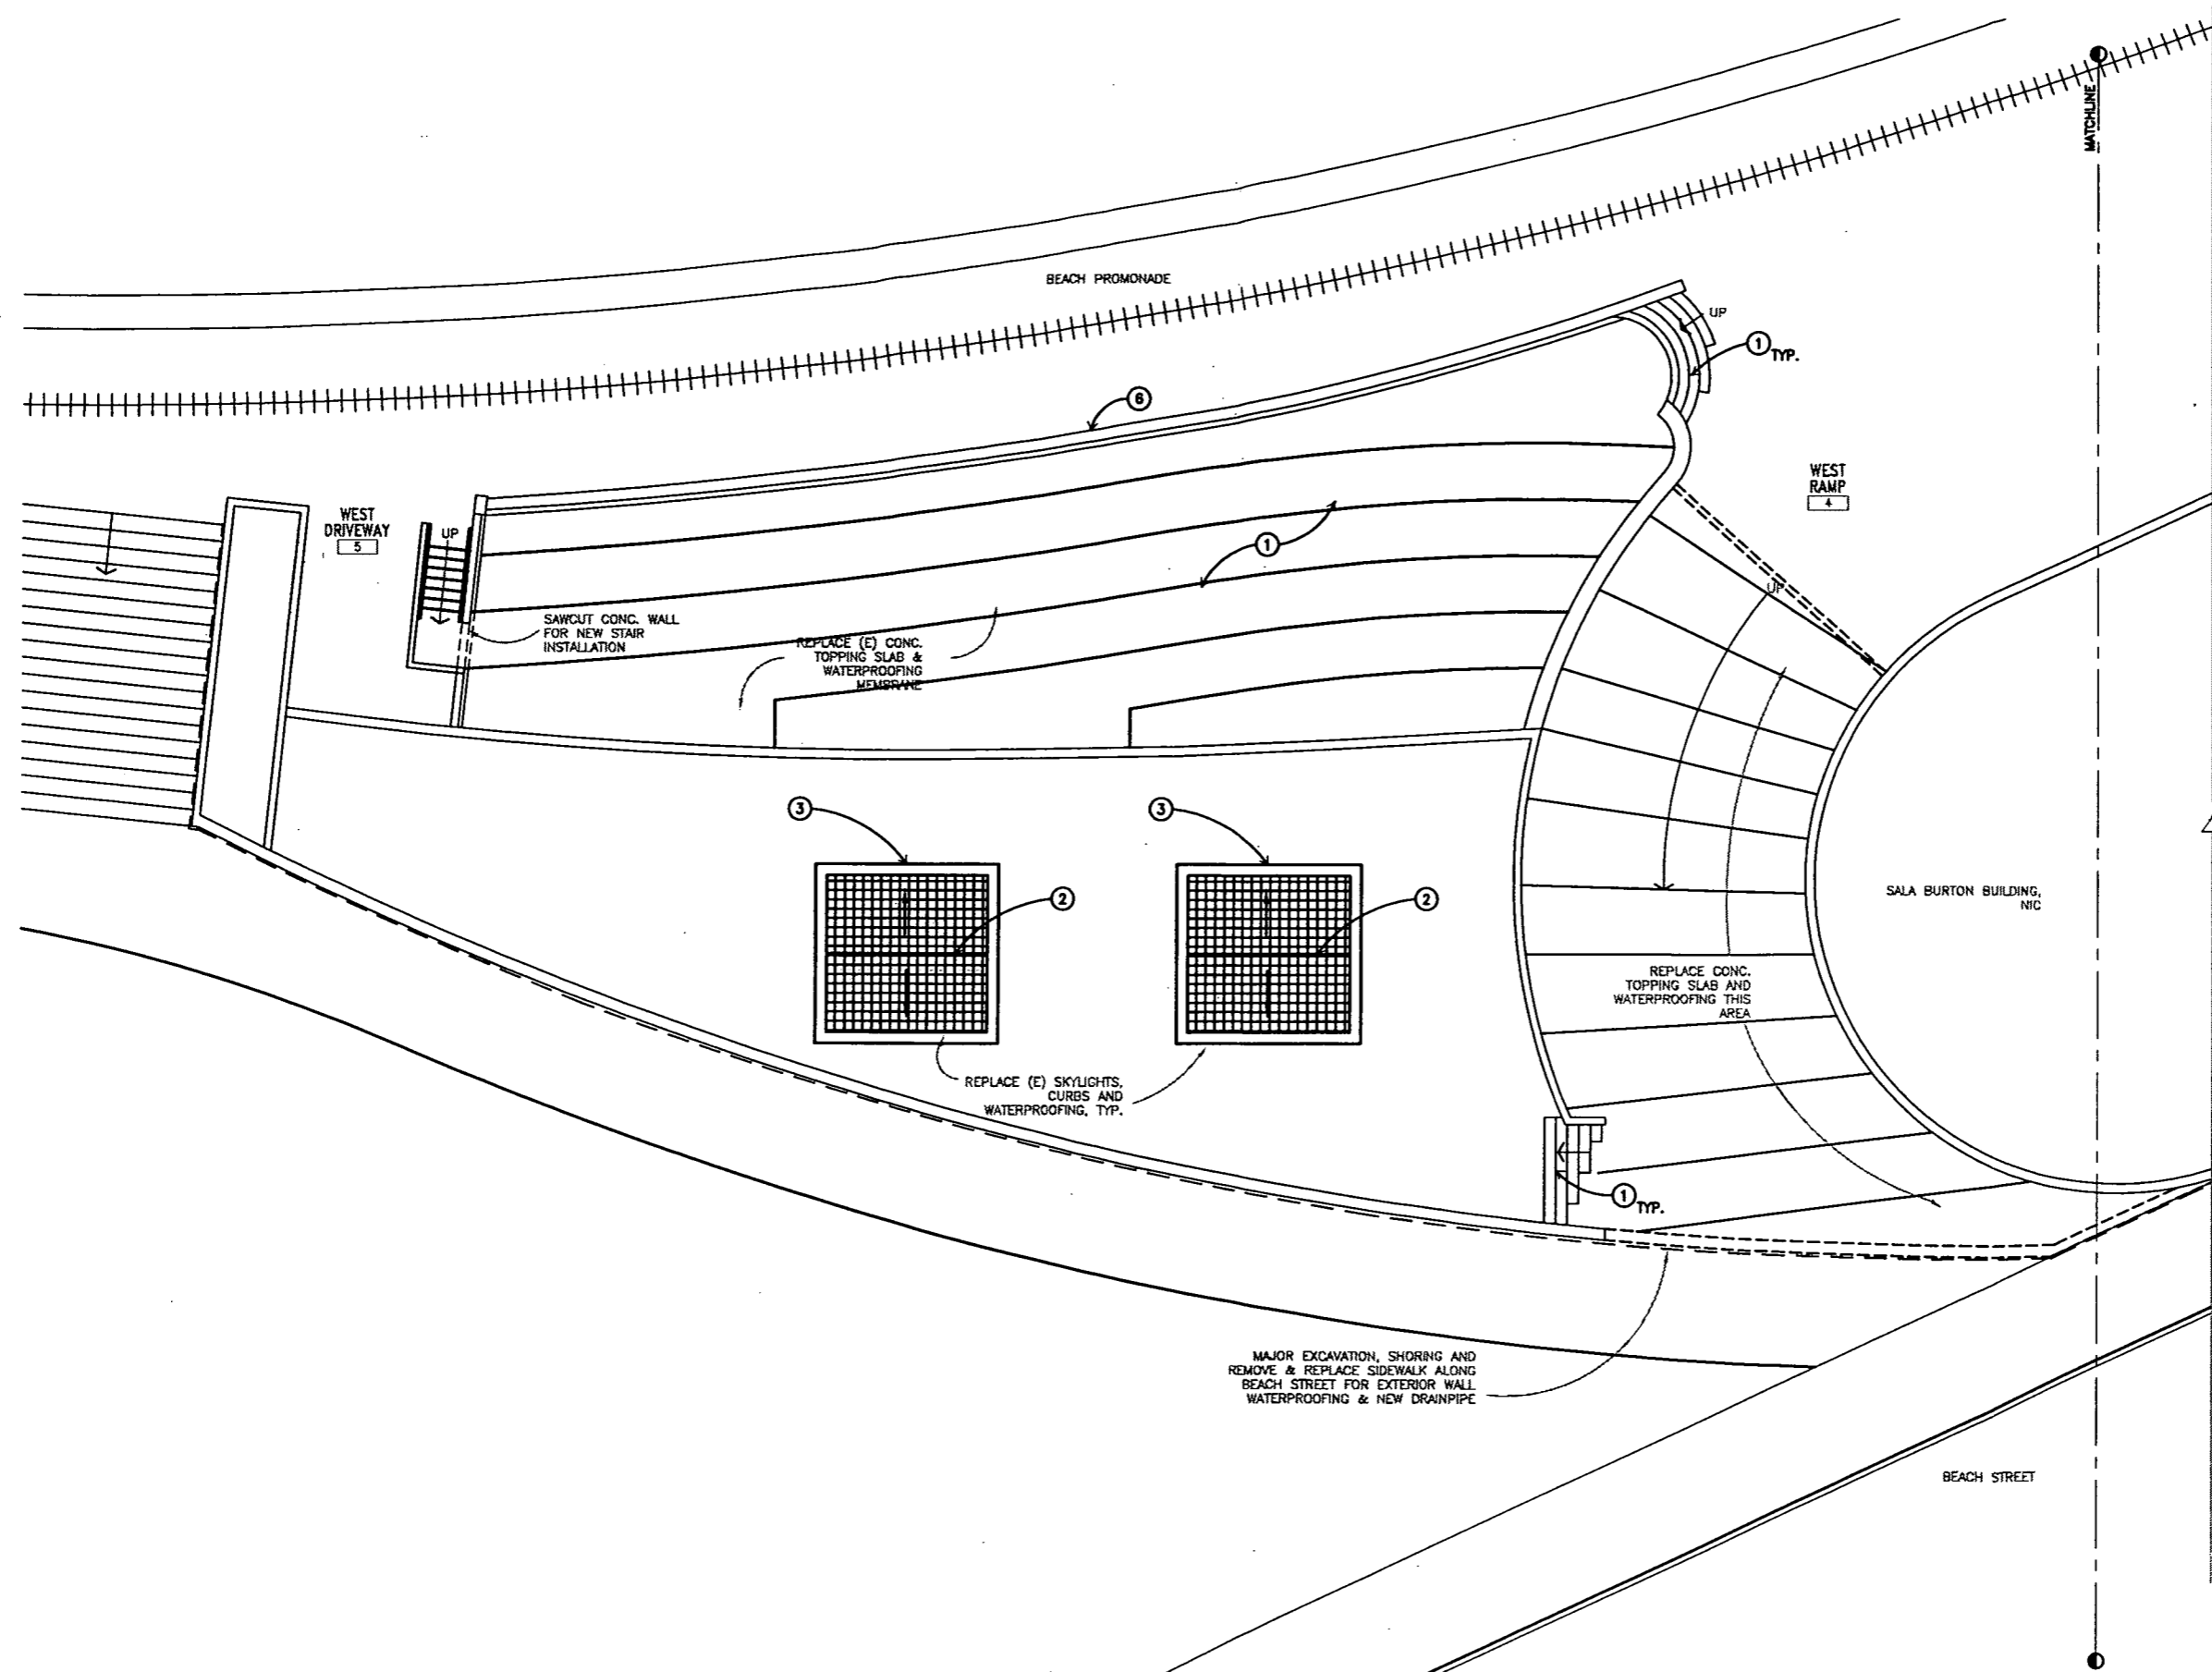 MATCHLINE
BEACH PROMONADE
UP
1
TYP.
6
WEST
RAMP
4
WEST
DRIVEWAY
5
UP
1
SAWCUT CONC. WALL
FOR NEW STAIR
INSTALLATION
REPLACE (E) CONC.
TOPPING SLAB &
WATERPROOFING
MEMBRANE
UP
3
3
2
2
SALA BURTON BUILDING,
NIC
REPLACE CONC.
TOPPING SLAB AND
WATERPROOFING THIS
AREA
REPLACE (E) SKYLIGHTS,
CURBS AND
WATERPROOFING, TYP.
1
TYP.
MAJOR EXCAVATION, SHORING AND
REMOVE & REPLACE SIDEWALK ALONG
BEACH STREET FOR EXTERIOR WALL
WATERPROOFING & NEW DRAINPIPE
BEACH STREET